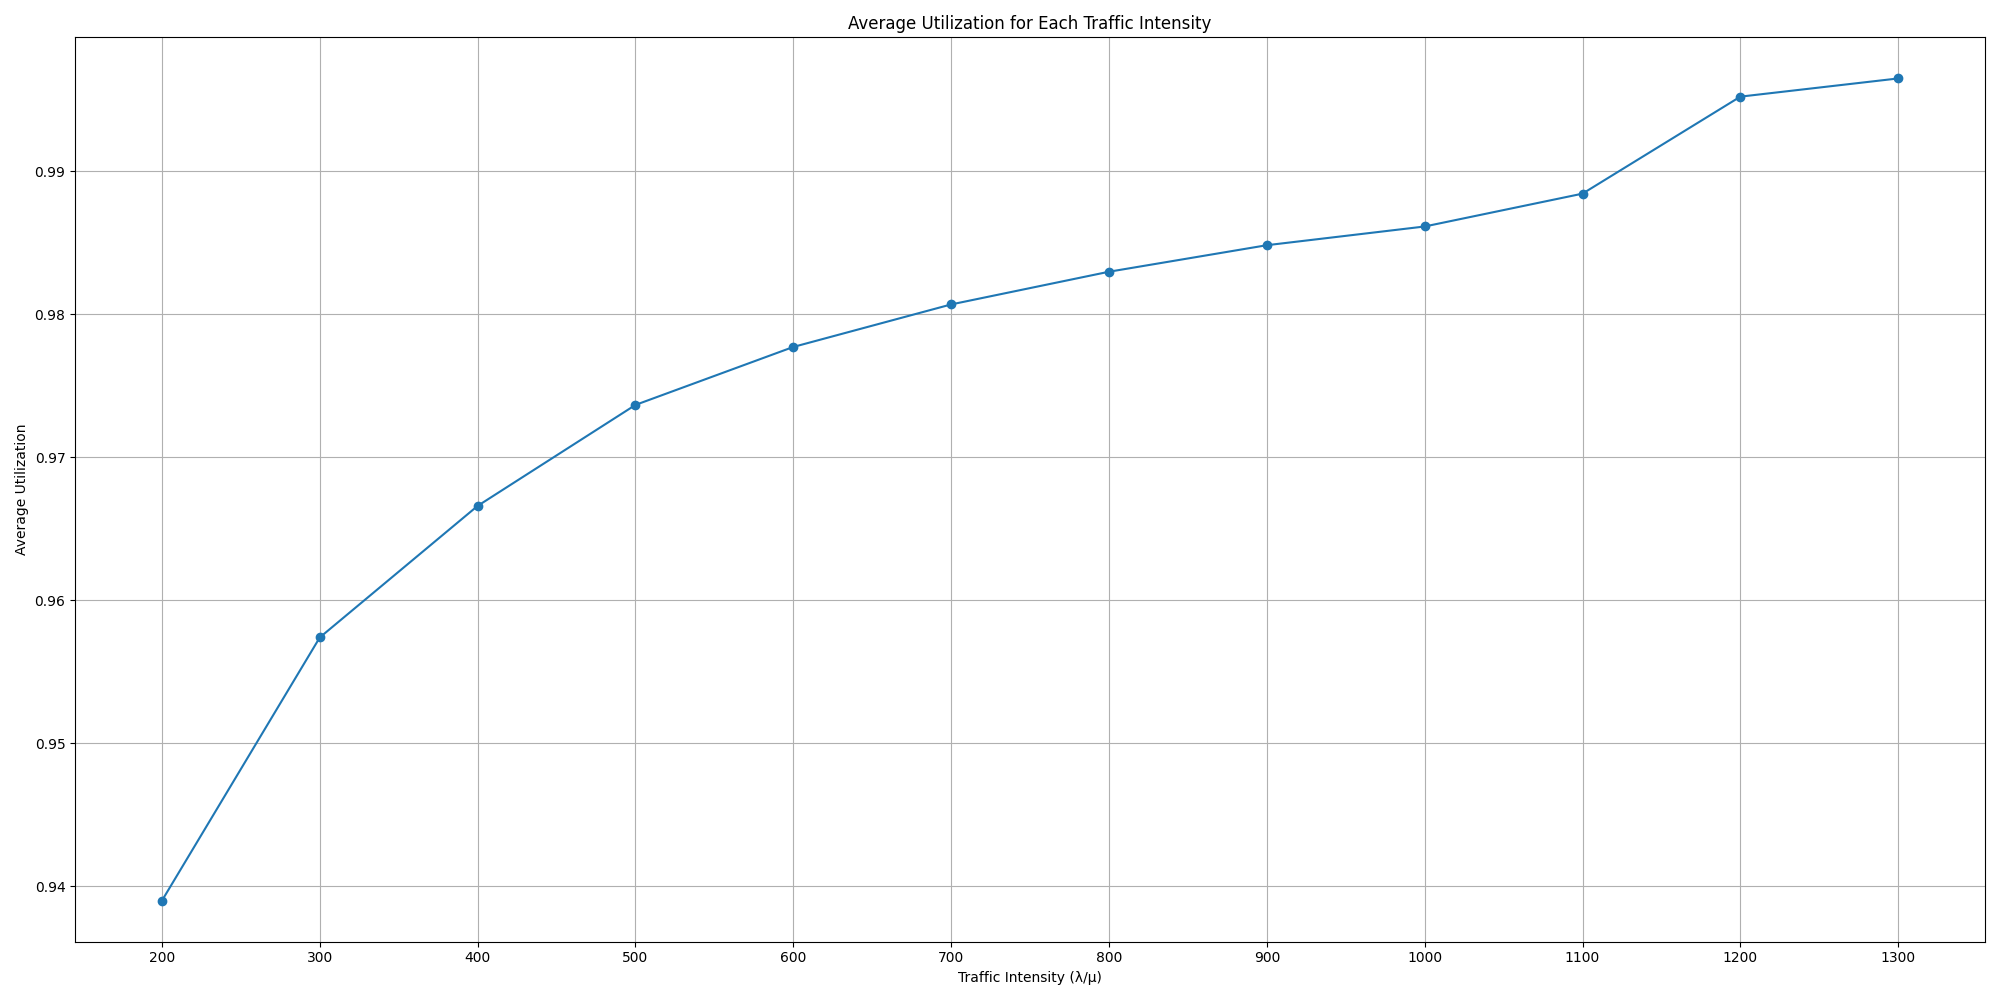 Average Utilization for Each Traffic Intensity
0.99
0.98
0.97
0.96
0.95
0.94
Average Utilization
200 300 400 500 600 700 800 900 1000 1100 1200 1300
Traffic Intensity (λ/μ)